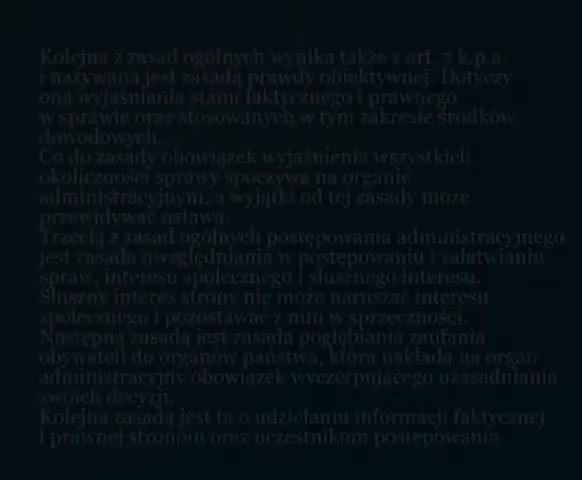 Kolejna z zasad ogólnych wynika także z art. 7 k.p.a.
i nazywana jest zasadą prawdy obiektywnej. Dotyczy
ona wyjaśniania stanu faktycznego i prawnego
w sprawie oraz stosowanych w tym zakresie środków
dowodowych.
Co do zasady obowiązek wyjaśnienia wszystkich
okoliczności sprawy spoczywa na organie
administracyjnym, a wyjątki od tej zasady może
przewidywać ustawa.
Trzecią z zasad ogólnych postępowania administracyjnego
jest zasada uwzględniania w postępowaniu i załatwianiu
spraw, interesu społecznego i słusznego interesu.
Słuszny interes strony nie może naruszać interesu
społecznego i pozostawać z nim w sprzeczności.
Następną zasadą jest zasada pogłębiania zaufania
obywateli do organów państwa, która nakłada na organ
administracyjny obowiązek wyczerpującego uzasadniania
swoich decyzji.
Kolejna zasadą jest ta o udzielaniu informacji faktycznej
i prawnej stronom oraz uczestnikom postępowania